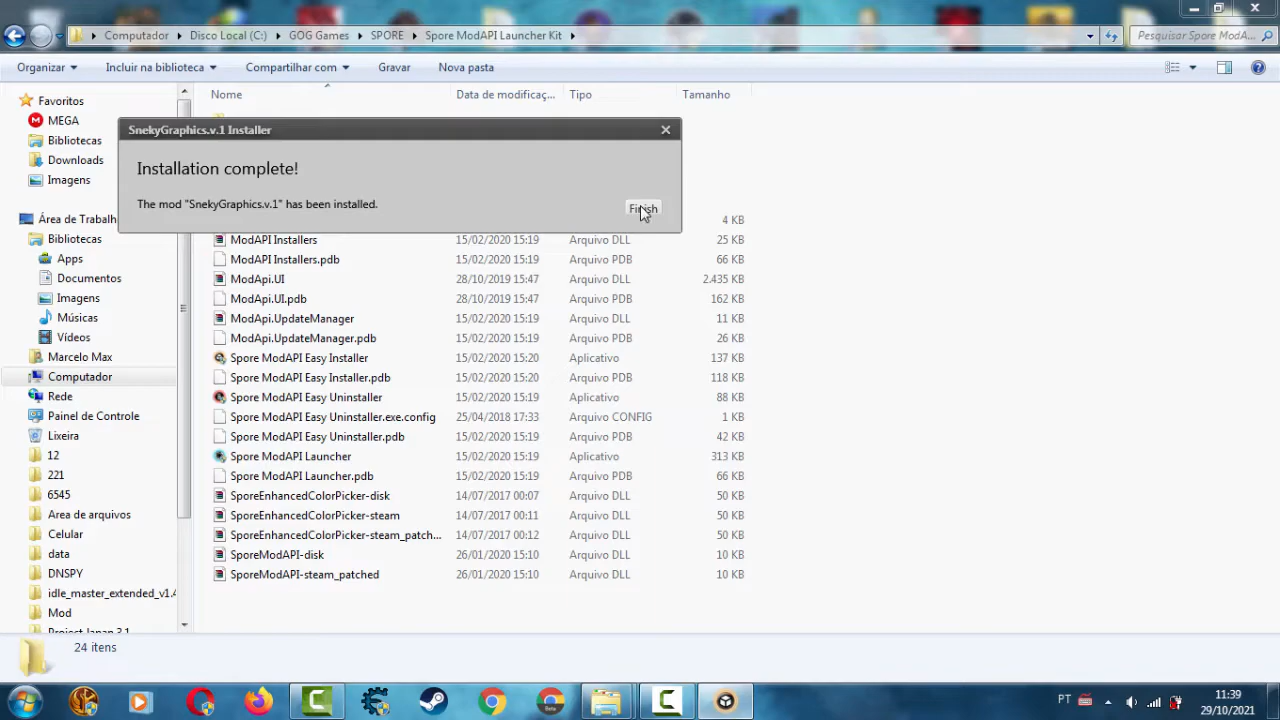 Computador
Disco Local (C:)
GOG Games
SPORE
Spore ModAPI Launcher Kit
Pesquisar Spore ModA...
Organizar
Incluir na biblioteca
Compartilhar com
Gravar
Nova pasta
Nome
Data de modificaç...
Tipo
Tamanho
Favoritos
MEGA
Bibliotecas
Downloads
Imagens
Área de Trabalh
Bibliotecas
Apps
Documentos
Imagens
Músicas
Vídeos
Marcelo Max
Computador
Rede
Painel de Controle
Lixeira
12
221
6545
Area de arquivos
Celular
data
DNSPY
idle_master_extended_v1.4
Mod
Project Japan 3.1
SnekyGraphics.v.1 Installer
Installation complete!
The mod "SnekyGraphics.v.1" has been installed.
Finish
4 KB
ModAPI Installers 15/02/2020 15:19 Arquivo DLL 25 KB
ModAPI Installers.pdb 15/02/2020 15:19 Arquivo PDB 66 KB
ModApi.UI 28/10/2019 15:47 Arquivo DLL 2.435 KB
ModApi.UI.pdb 28/10/2019 15:47 Arquivo PDB 162 KB
ModApi.UpdateManager 15/02/2020 15:19 Arquivo DLL 11 KB
ModApi.UpdateManager.pdb 15/02/2020 15:19 Arquivo PDB 26 KB
Spore ModAPI Easy Installer 15/02/2020 15:20 Aplicativo 137 KB
Spore ModAPI Easy Installer.pdb 15/02/2020 15:20 Arquivo PDB 118 KB
Spore ModAPI Easy Uninstaller 15/02/2020 15:19 Aplicativo 88 KB
Spore ModAPI Easy Uninstaller.exe.config 25/04/2018 17:33 Arquivo CONFIG 1 KB
Spore ModAPI Easy Uninstaller.pdb 15/02/2020 15:19 Arquivo PDB 42 KB
Spore ModAPI Launcher 15/02/2020 15:19 Aplicativo 313 KB
Spore ModAPI Launcher.pdb 15/02/2020 15:19 Arquivo PDB 66 KB
SporeEnhancedColorPicker-disk 14/07/2017 00:07 Arquivo DLL 50 KB
SporeEnhancedColorPicker-steam 14/07/2017 00:11 Arquivo DLL 50 KB
SporeEnhancedColorPicker-steam_patch... 14/07/2017 00:12 Arquivo DLL 50 KB
SporeModAPI-disk 26/01/2020 15:10 Arquivo DLL 10 KB
SporeModAPI-steam_patched 26/01/2020 15:10 Arquivo DLL 10 KB
24 itens
PT
11:39
29/10/2021